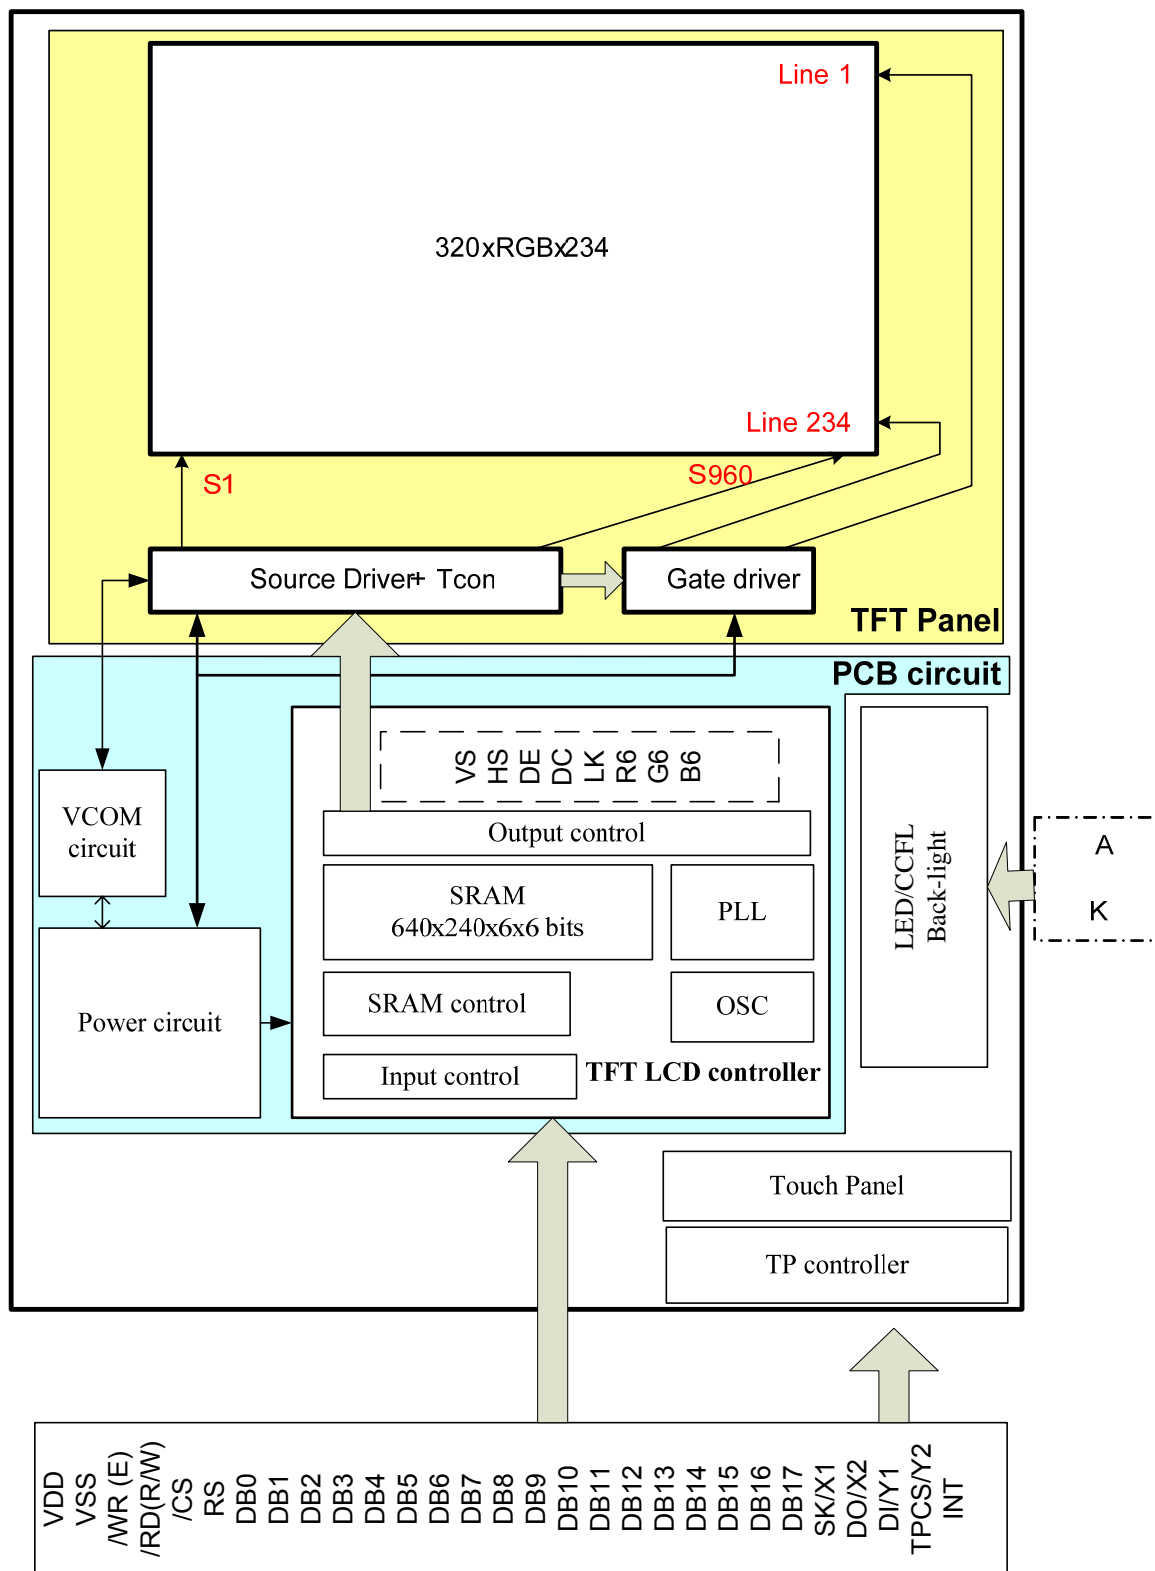 Line 1
320xRGBx234
Line 234
S1
S960
Source Driver+ Tcon
Gate driver
TFT Panel
PCB circuit
VS
HS
DE
DC
LK
R6
G6
B6
VCOM
circuit
Output control
LED/CCFL
Back-light
A
K
SRAM
640x240x6x6 bits
PLL
Power circuit
SRAM control
OSC
Input control
TFT LCD controller
Touch Panel
TP controller
VDD
VSS
/WR (E)
/RD(R/W)
/CS
RS
DB0
DB1
DB2
DB3
DB4
DB5
DB6
DB7
DB8
DB9
DB10
DB11
DB12
DB13
DB14
DB15
DB16
DB17
SK/X1
DO/X2
DI/Y1
TPCS/Y2
INT